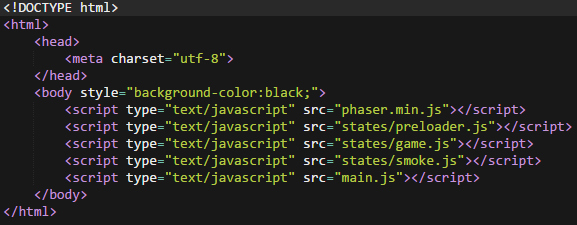 <!DOCTYPE html>
<html>
    <head>
        <meta charset="utf-8">
    </head>
    <body style="background-color:black;">
        <script type="text/javascript" src="phaser.min.js"></script>
        <script type="text/javascript" src="states/preloader.js"></script>
        <script type="text/javascript" src="states/game.js"></script>
        <script type="text/javascript" src="states/smoke.js"></script>
        <script type="text/javascript" src="main.js"></script>
    </body>
</html>